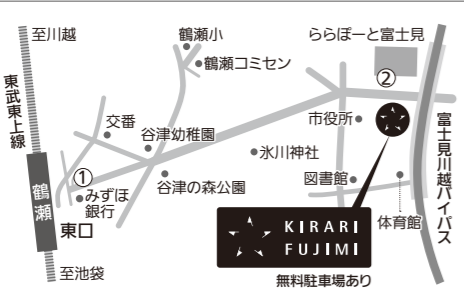 至川越
鶴瀬小
ららぽーと富士見
鶴瀬コミセン
②
東武東上線
交番
市役所
谷津幼稚園
富士見川越バイパス
氷川神社
①
みずほ
銀行
谷津の森公園
図書館
鶴瀬
東口
体育館
KIRARI
FUJIMI
至池袋
無料駐車場あり